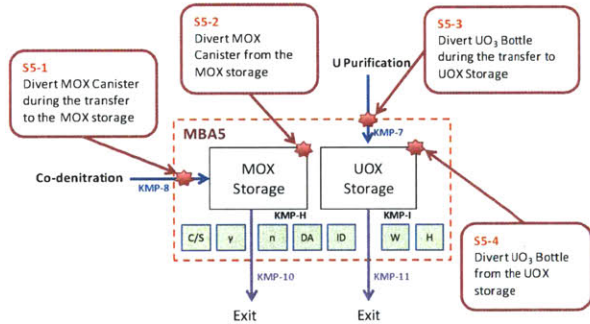 S5-1
Divert MOX Canister
during the transfer
to the MOX storage
S5-2
Divert MOX
Canister from the
MOX storage
S5-3
Divert UO₃ Bottle
during the transfer to
UOX Storage
U Purification
MBA5
KMP-7
Co-denitration
KMP-8
MOX
Storage
UOX
Storage
KMP-H
KMP-I
C/S
γ
n
DA
ID
W
H
S5-4
Divert UO₃ Bottle
from the UOX
storage
KMP-10
KMP-11
Exit
Exit